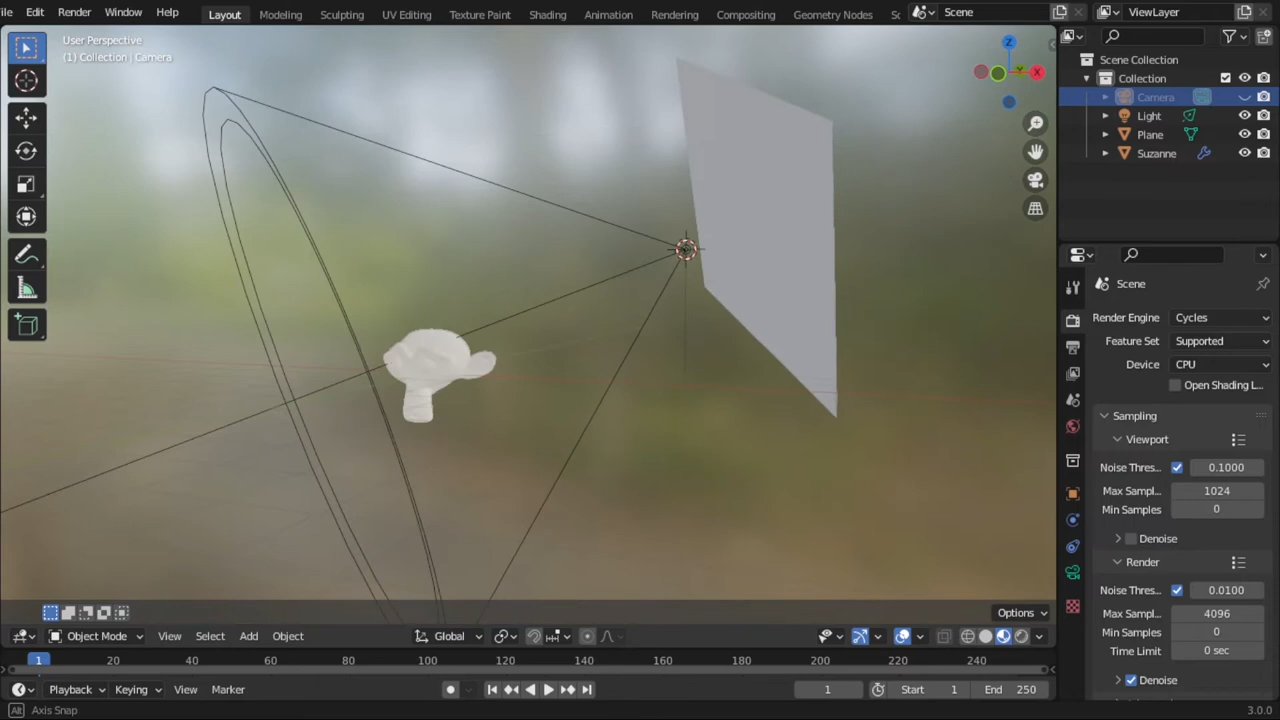 ile Edit Render Window Help Layout Modeling Sculpting UV Editing Texture Paint Shading Animation Rendering Compositing Geometry Nodes Sc Scene ViewLayer
User Perspective
(1) Collection | Camera
Z
Y
X
Scene Collection
Collection
Camera
Light
Plane
Suzanne
Scene
Render Engine Cycles
Feature Set Supported
Device CPU
Open Shading L...
Sampling
Viewport
Noise Thres... 0.1000
Max Sampl... 1024
Min Samples 0
Denoise
Render
Noise Thres... 0.0100
Max Sampl... 4096
Min Samples 0
Time Limit 0 sec
Denoise
Options
Object Mode View Select Add Object Global
1 20 40 60 80 100 120 140 160 180 200 220 240
Playback Keying View Marker 1 Start 1 End 250
Alt Axis Snap 3.0.0